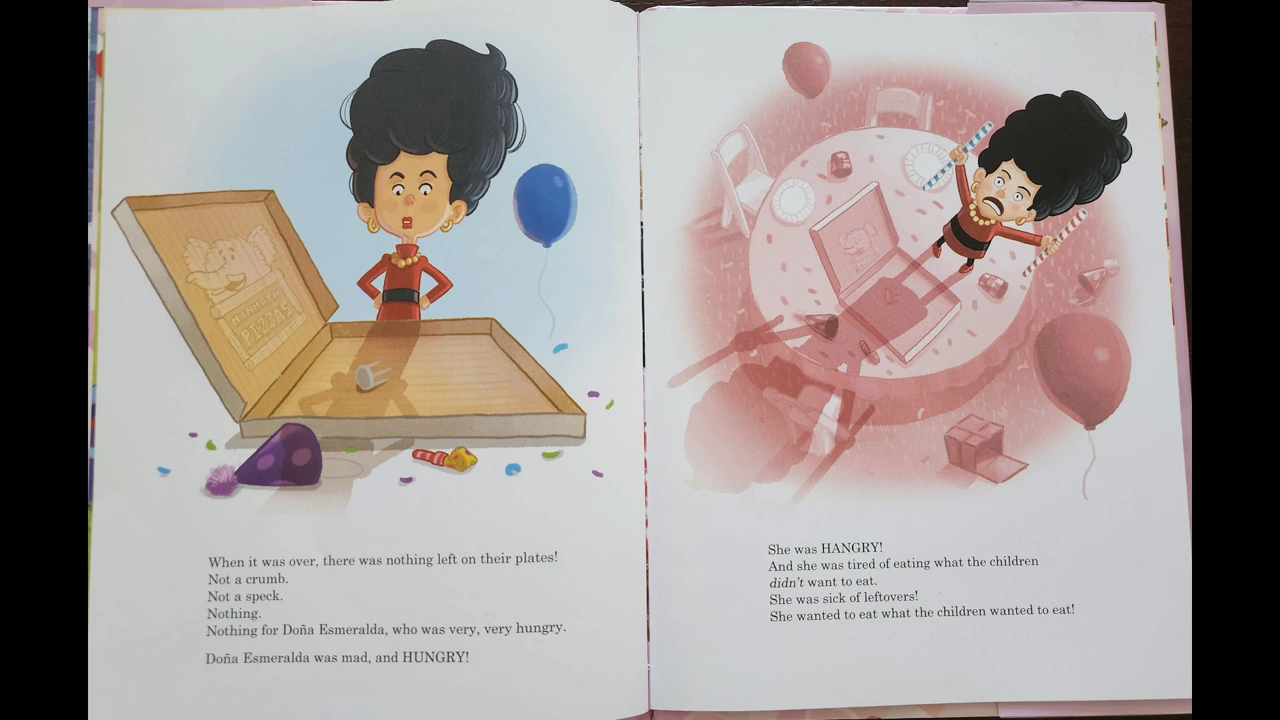 MAMMOTH
PIZZAS
When it was over, there was nothing left on their plates!
Not a crumb.
Not a speck.
Nothing.
Nothing for Doña Esmeralda, who was very, very hungry.
Doña Esmeralda was mad, and HUNGRY!
She was HANGRY!
And she was tired of eating what the children
didn't want to eat.
She was sick of leftovers!
She wanted to eat what the children wanted to eat!